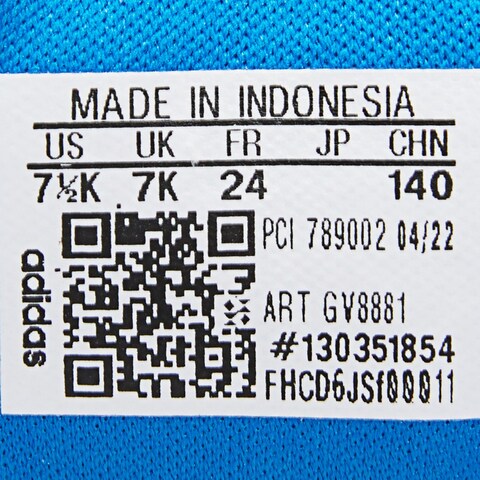 MADE IN INDONESIA
US UK FR JP CHN
7½K 7K 24 140
PCI 789002 04/22
ART GV8881
#130351854
FHCD6JSf00011
adidas